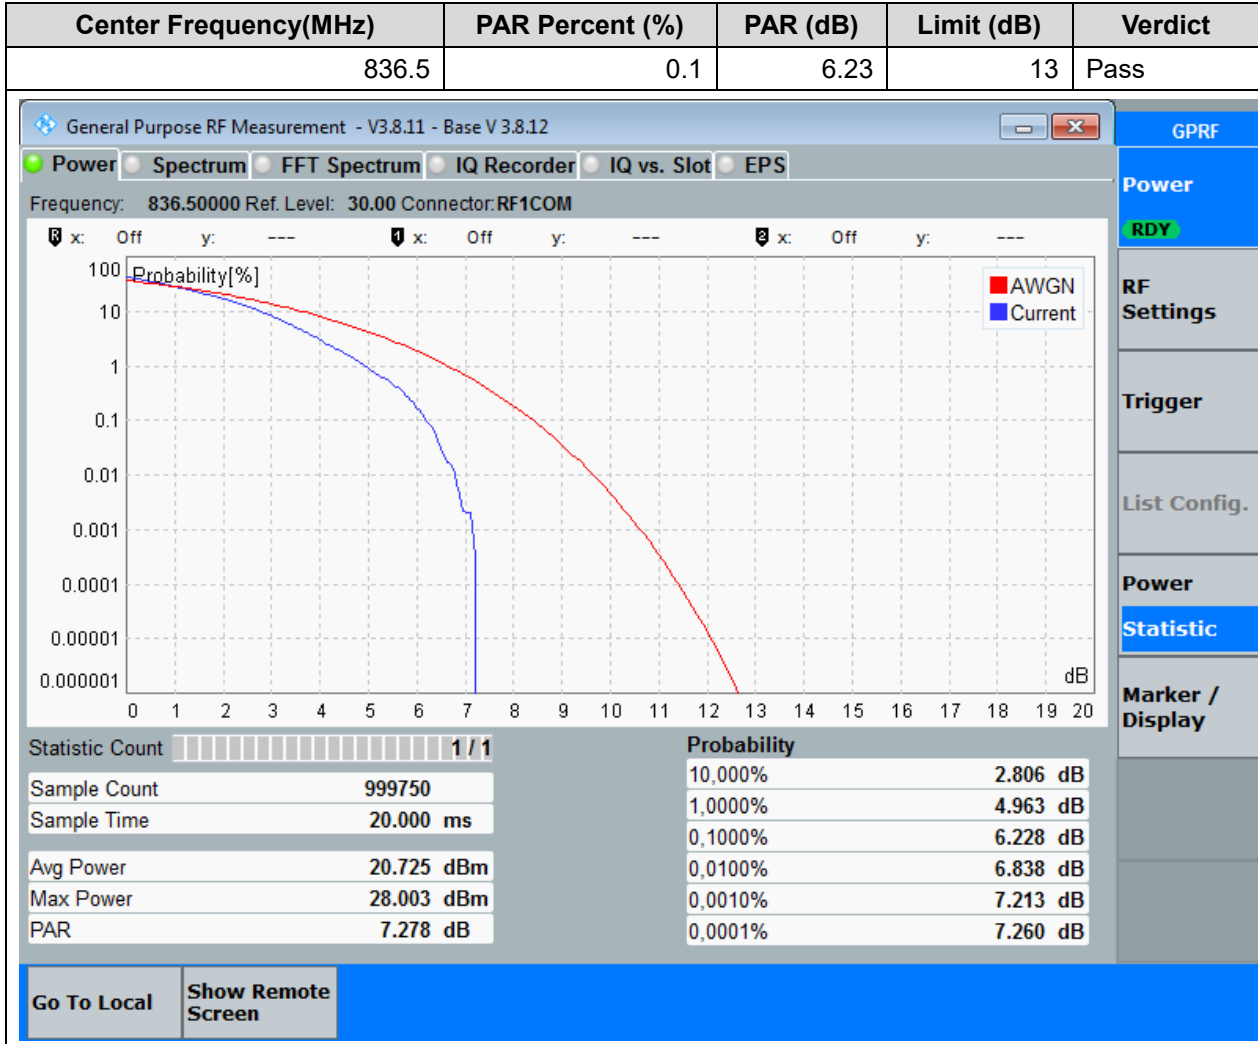 Center Frequency(MHz) PAR Percent (%) PAR (dB) Limit (dB) Verdict
836.5 0.1 6.23 13 Pass
General Purpose RF Measurement - V3.8.11 - Base V 3.8.12
GPRF
Power Spectrum FFT Spectrum IQ Recorder IQ vs. Slot EPS
Frequency: 836.50000 Ref. Level: 30.00 Connector: RF1COM
R x: Off y: --- 1 x: Off y: --- 2 x: Off y: ---
Probability[%]
AWGN
Current
100
10
1
0.1
0.01
0.001
0.0001
0.00001
0.000001
dB
0 1 2 3 4 5 6 7 8 9 10 11 12 13 14 15 16 17 18 19 20
Statistic Count 1 / 1
Sample Count 999750
Sample Time 20.000 ms
Avg Power 20.725 dBm
Max Power 28.003 dBm
PAR 7.278 dB
Probability
10,000% 2.806 dB
1,0000% 4.963 dB
0,1000% 6.228 dB
0,0100% 6.838 dB
0,0010% 7.213 dB
0,0001% 7.260 dB
Power
RDY
RF
Settings
Trigger
List Config.
Power
Statistic
Marker /
Display
Go To Local
Show Remote
Screen